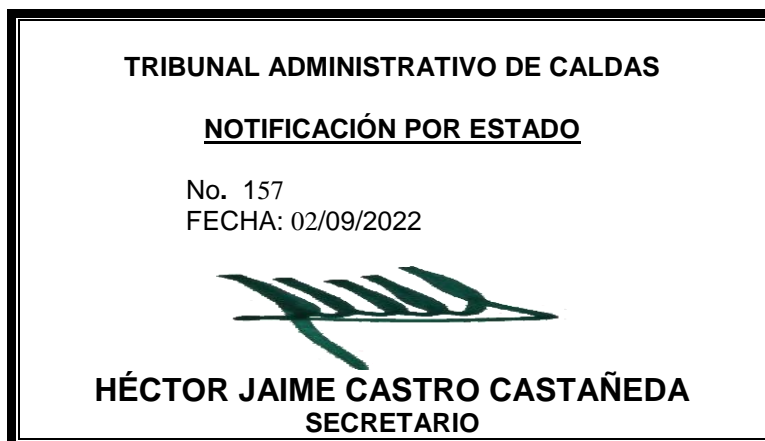 TRIBUNAL ADMINISTRATIVO DE CALDAS
NOTIFICACIÓN POR ESTADO
No. 157
FECHA: 02/09/2022
HÉCTOR JAIME CASTRO CASTAÑEDA
SECRETARIO